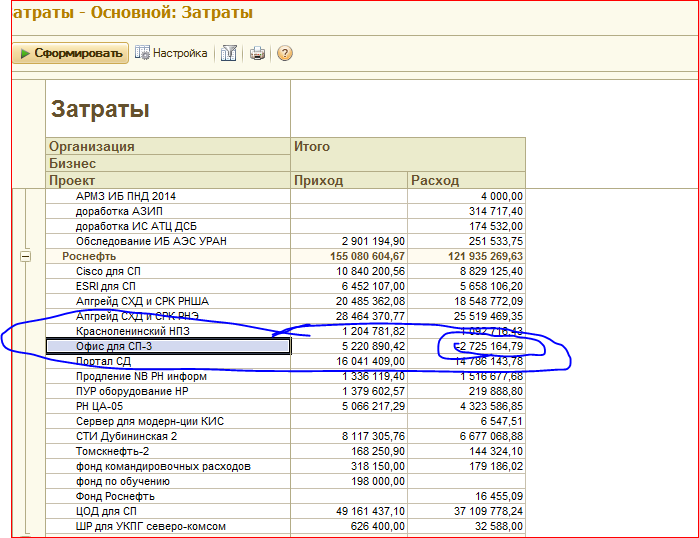 атраты - Основной: Затраты
Сформировать Настройка ?
Затраты
Организация Итого
Бизнес
Проект Приход Расход
АРМЗ ИБ ПНД 2014 4 000,00
доработка АЗИП 314 717,40
доработка ИС АТЦ ДСБ 174 532,00
Обследование ИБ АЭС УРАН 2 901 194,90 251 533,75
Роснефть 155 080 604,67 121 935 269,63
Cisco для СП 10 840 200,56 8 829 125,40
ESRI для СП 6 452 107,00 5 658 106,20
Апгрейд СХД и СРК РНША 20 485 362,08 18 548 772,09
Апгрейд СХД и СРК РНЭ 28 464 370,77 25 519 469,35
Красноленинский НПЗ 1 204 781,82 1 092 716,43
Офис для СП-3 5 220 890,42 -2 725 164,79
Портал СД 16 041 409,00 14 786 143,78
Продление NB РН информ 1 336 119,40 1 516 677,68
ПУР оборудование НР 1 379 602,57 219 888,80
РН ЦА-05 5 066 217,29 4 323 586,85
Сервер для модерн-ции КИС 6 547,51
СТИ Дубининская 2 8 117 305,76 6 677 068,88
Томскнефть-2 168 250,90 144 324,10
фонд командировочных расходов 318 150,00 179 186,02
фонд по обучению 198 000,00
Фонд Роснефть 16 455,09
ЦОД для СП 49 161 437,10 37 109 778,24
ШР для УКПГ северо-комсом 626 400,00 32 588,00